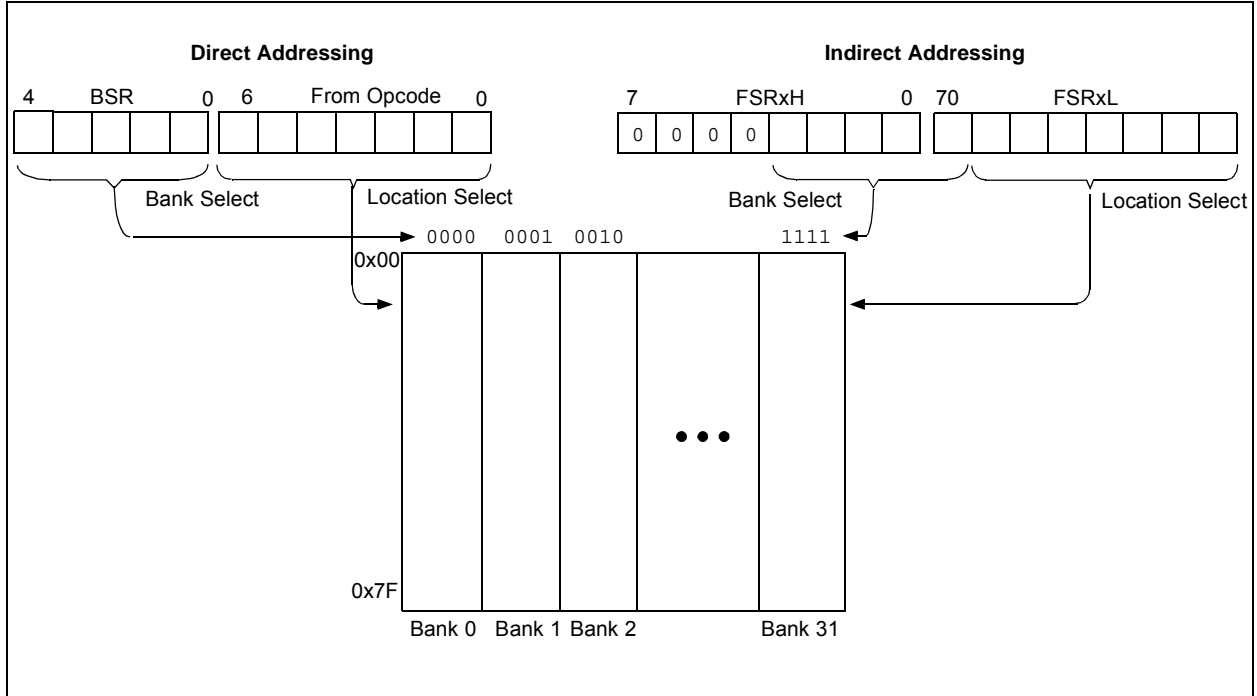 Direct Addressing
Indirect Addressing
4 BSR 0 6 From Opcode 0
7 FSRxH 0 70 FSRxL
0 0 0 0
Bank Select
Location Select
Bank Select
Location Select
0000 0001 0010 1111
0x00
0x7F
Bank 0 Bank 1 Bank 2 Bank 31